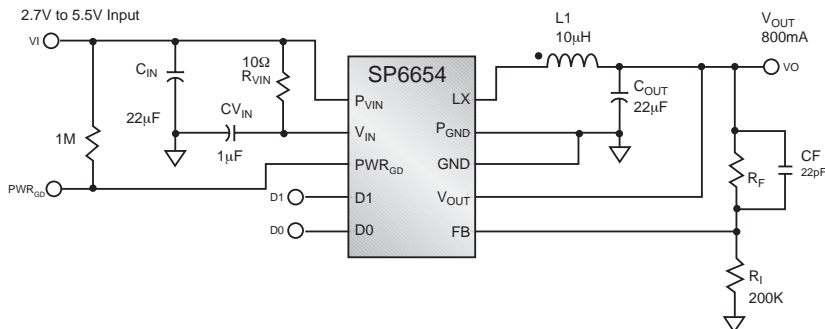 2.7V to 5.5V Input
VI
CIN
22µF
10Ω
RVIN
CVIN
1µF
1M
PWRGD
D1
D0
SP6654
PVIN
VIN
PWRGD
D1
D0
LX
PGND
GND
VOUT
FB
L1
10µH
COUT
22µF
VOUT
800mA
VO
CF
22pF
RF
RI
200K